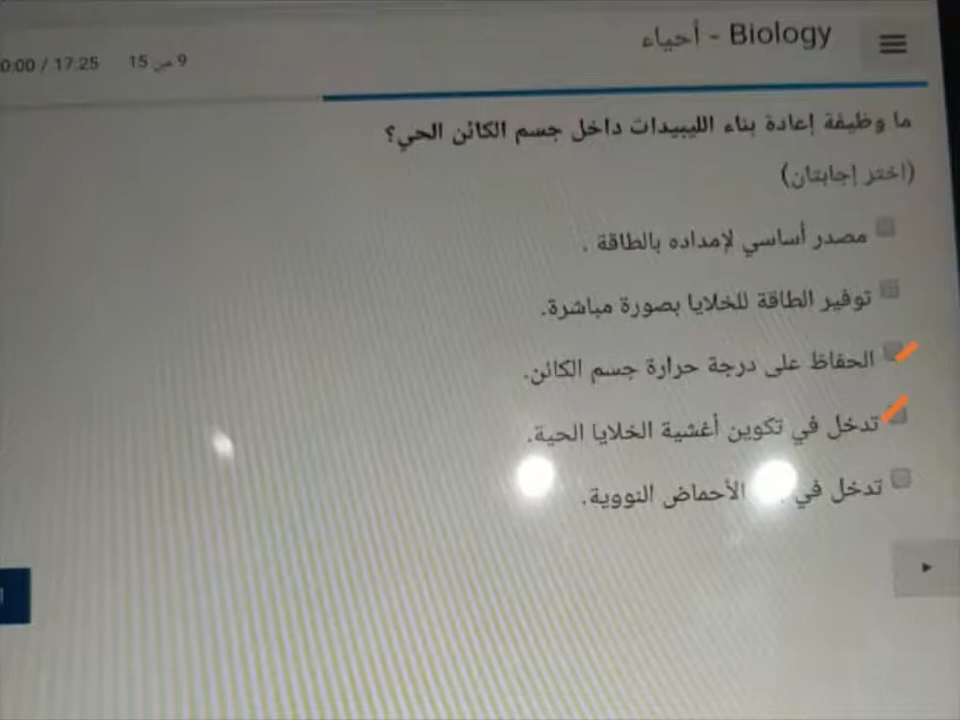 أحياء - Biology
9 من 15
0:00 / 17:25
ما وظيفة إعادة بناء الليبيدات داخل جسم الكائن الحي؟
(اختر إجابتان)
مصدر أساسي لإمداده بالطاقة .
توفير الطاقة للخلايا بصورة مباشرة.
الحفاظ على درجة حرارة جسم الكائن.
تدخل في تكوين أغشية الخلايا الحية.
تدخل في الأحماض النووية.